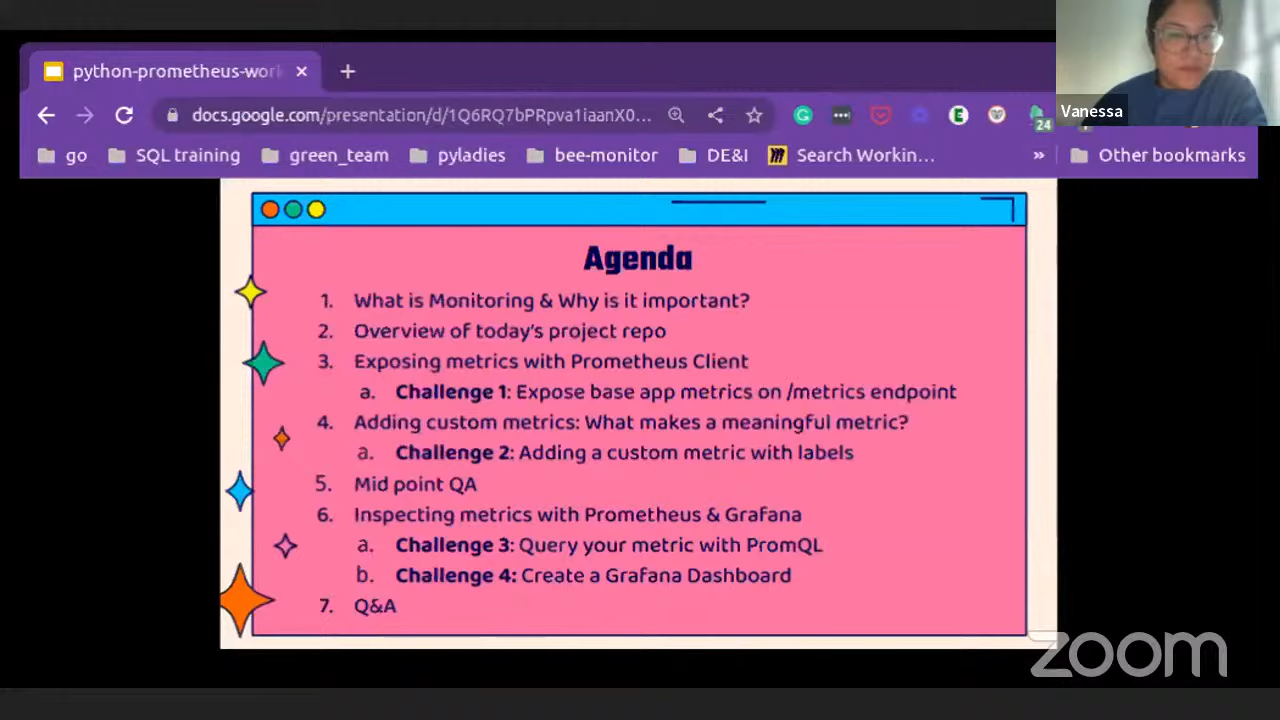 python-prometheus-wor
docs.google.com/presentation/d/1Q6RQ7bPRpva1iaanX0...
24
Vanessa
go
SQL training
green_team
pyladies
bee-monitor
DE&I
Search Workin...
»
Other bookmarks
Agenda
1. What is Monitoring & Why is it important?
2. Overview of today's project repo
3. Exposing metrics with Prometheus Client
a. Challenge 1: Expose base app metrics on /metrics endpoint
4. Adding custom metrics: What makes a meaningful metric?
a. Challenge 2: Adding a custom metric with labels
5. Mid point QA
6. Inspecting metrics with Prometheus & Grafana
a. Challenge 3: Query your metric with PromQL
b. Challenge 4: Create a Grafana Dashboard
7. Q&A
zoom